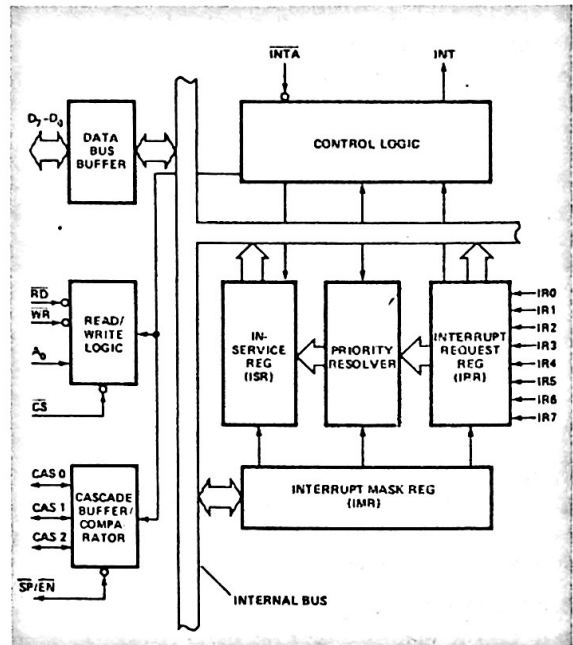 INTA
INT
D7-D0
DATA
BUS
BUFFER
CONTROL LOGIC
RD
WR
A0
CS
READ/
WRITE
LOGIC
IN-
SERVICE
REG
(ISR)
PRIORITY
RESOLVER
INTERRUPT
REQUEST
REG
(IRR)
IR0
IR1
IR2
IR3
IR4
IR5
IR6
IR7
CAS 0
CAS 1
CAS 2
SP/EN
CASCADE
BUFFER/
COMPA-
RATOR
INTERRUPT MASK REG
(IMR)
INTERNAL BUS